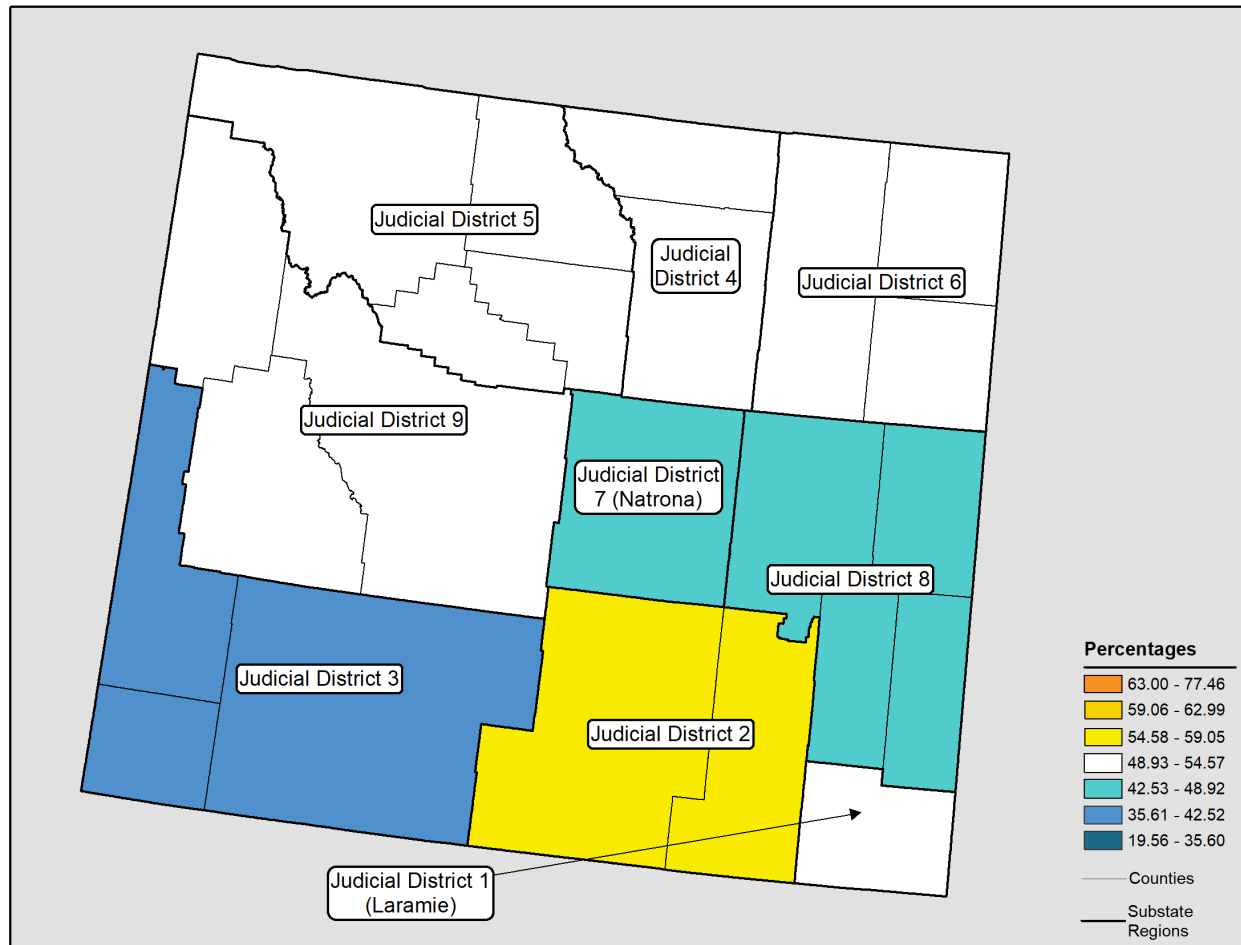 Judicial District 5
Judicial
District 4
Judicial District 6
Judicial District 9
Judicial District
7 (Natrona)
Judicial District 8
Judicial District 3
Judicial District 2
Judicial District 1
(Laramie)
Percentages
63.00 - 77.46
59.06 - 62.99
54.58 - 59.05
48.93 - 54.57
42.53 - 48.92
35.61 - 42.52
19.56 - 35.60
Counties
Substate
Regions